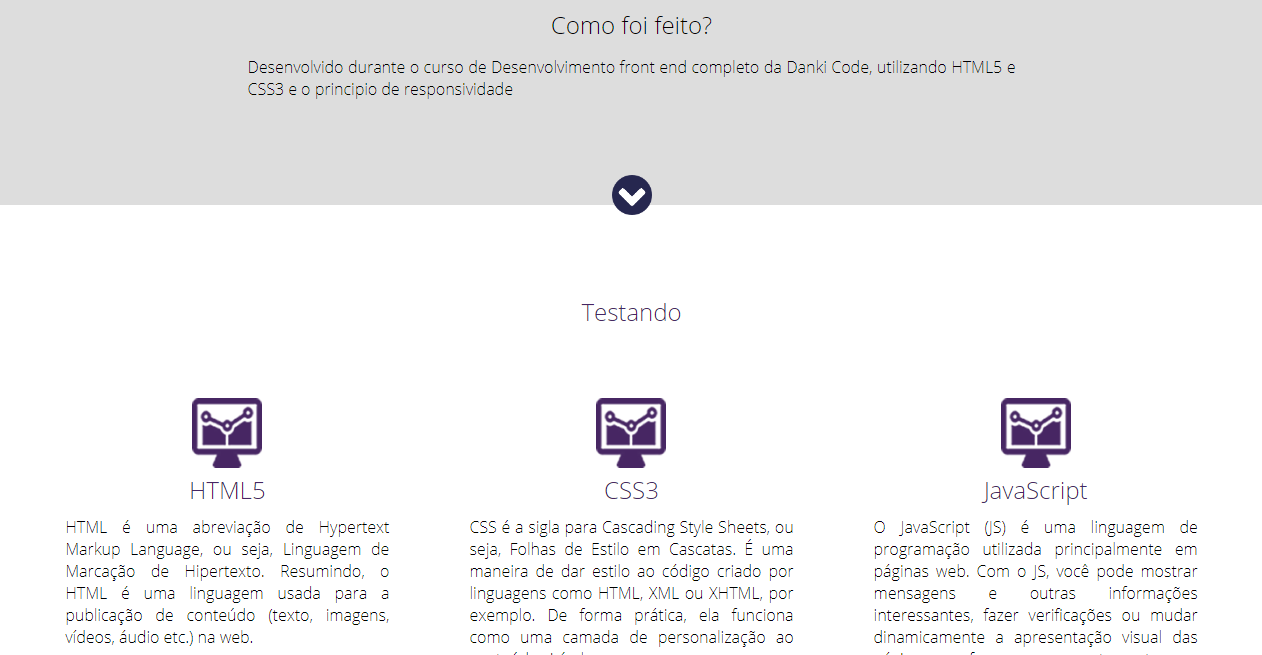 Como foi feito?
Desenvolvido durante o curso de Desenvolvimento front end completo da Danki Code, utilizando HTML5 e
CSS3 e o principio de responsividade
Testando
HTML5
HTML é uma abreviação de Hypertext
Markup Language, ou seja, Linguagem de
Marcação de Hipertexto. Resumindo, o
HTML é uma linguagem usada para a
publicação de conteúdo (texto, imagens,
vídeos, áudio etc.) na web.
CSS3
CSS é a sigla para Cascading Style Sheets, ou
seja, Folhas de Estilo em Cascatas. É uma
maneira de dar estilo ao código criado por
linguagens como HTML, XML ou XHTML, por
exemplo. De forma prática, ela funciona
como uma camada de personalização ao
JavaScript
O JavaScript (JS) é uma linguagem de
programação utilizada principalmente em
páginas web. Com o JS, você pode mostrar
mensagens e outras informações
interessantes, fazer verificações ou mudar
dinamicamente a apresentação visual das